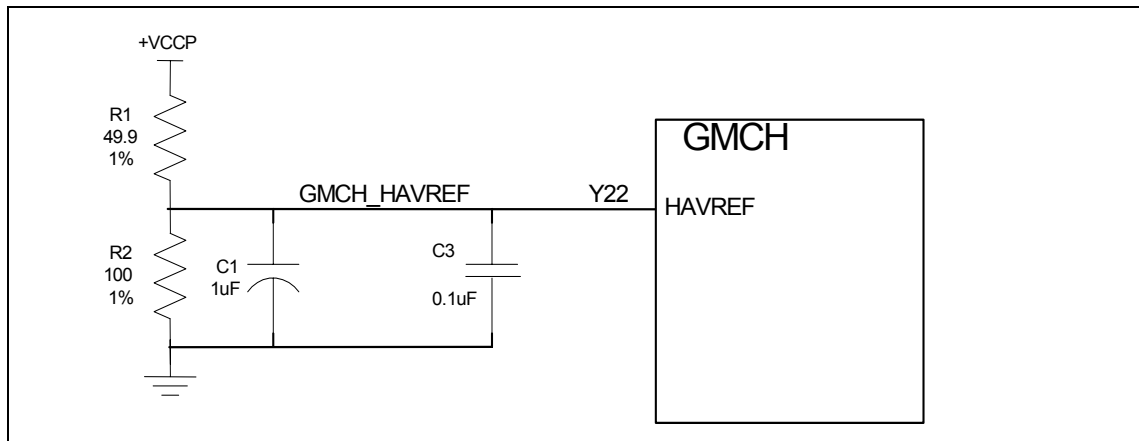 +VCCP
R1
49.9
1%
GMCH
GMCH_HAVREF
Y22
HAVREF
R2
100
1%
C1
1uF
C3
0.1uF